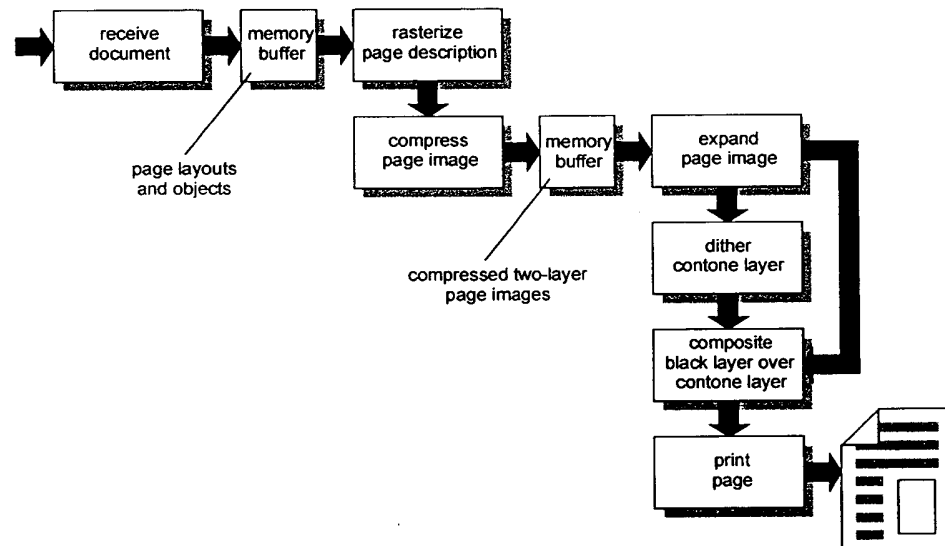 receive
document
memory
buffer
rasterize
page description
page layouts
and objects
compress
page image
memory
buffer
compressed two-layer
page images
expand
page image
dither
contone layer
composite
black layer over
contone layer
print
page